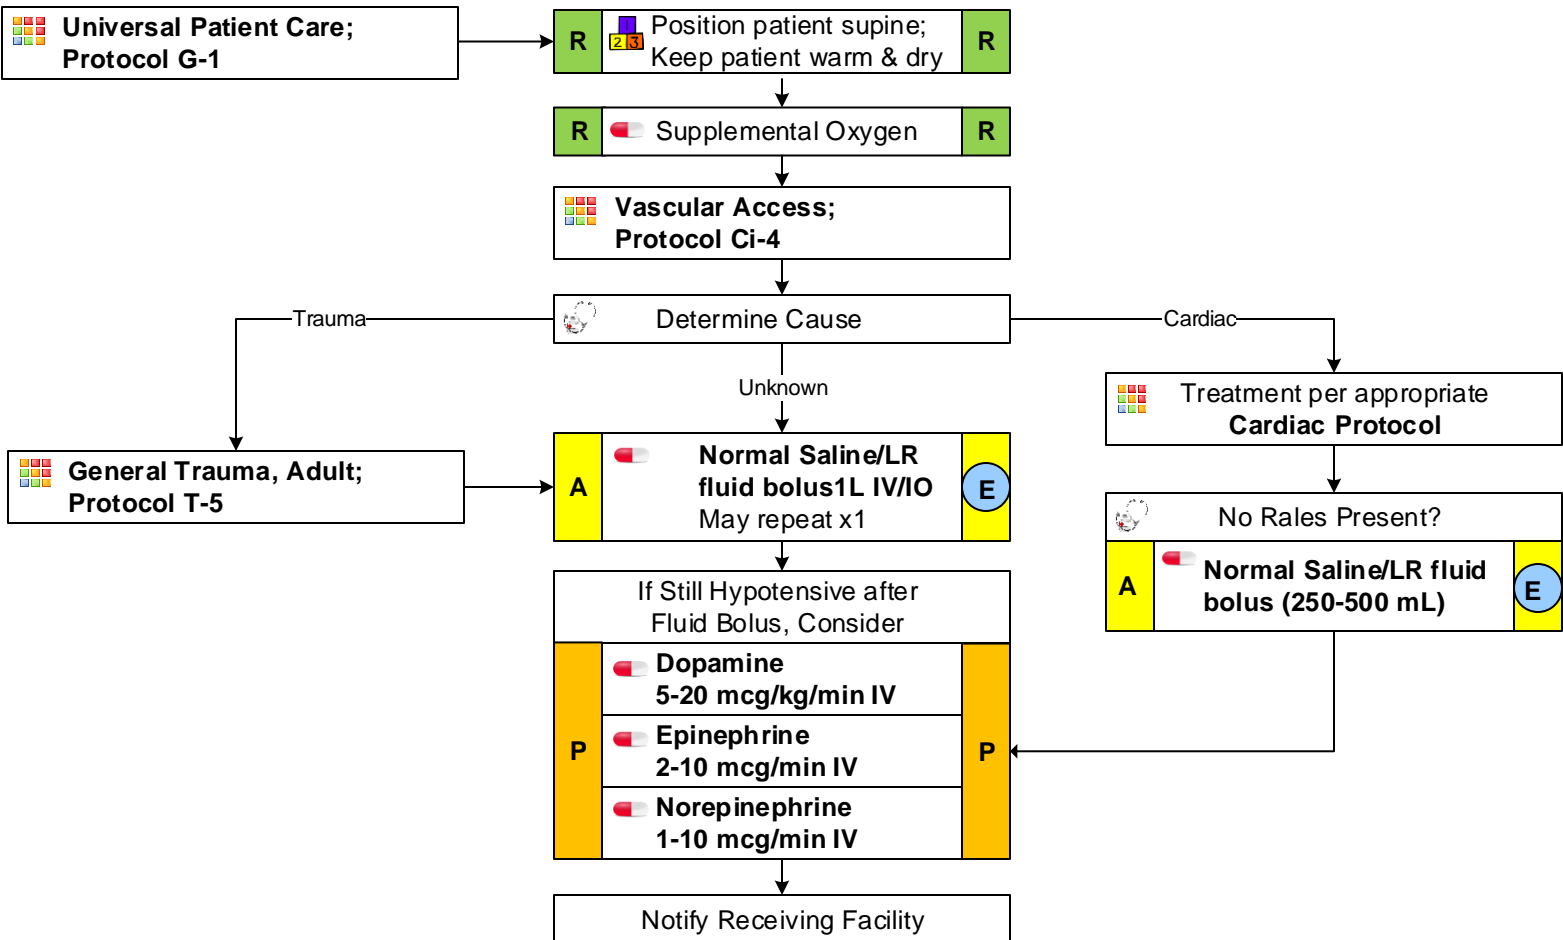 Universal Patient Care;
Protocol G-1
R
1
2 3
Position patient supine;
Keep patient warm & dry
R
R
Supplemental Oxygen
R
Vascular Access;
Protocol Ci-4
Trauma
Determine Cause
Cardiac
Unknown
Treatment per appropriate
Cardiac Protocol
General Trauma, Adult;
Protocol T-5
A
Normal Saline/LR
fluid bolus1L IV/IO
May repeat x1
E
No Rales Present?
A
Normal Saline/LR fluid
bolus (250-500 mL)
E
If Still Hypotensive after
Fluid Bolus, Consider
P
Dopamine
5-20 mcg/kg/min IV
Epinephrine
2-10 mcg/min IV
Norepinephrine
1-10 mcg/min IV
P
Notify Receiving Facility